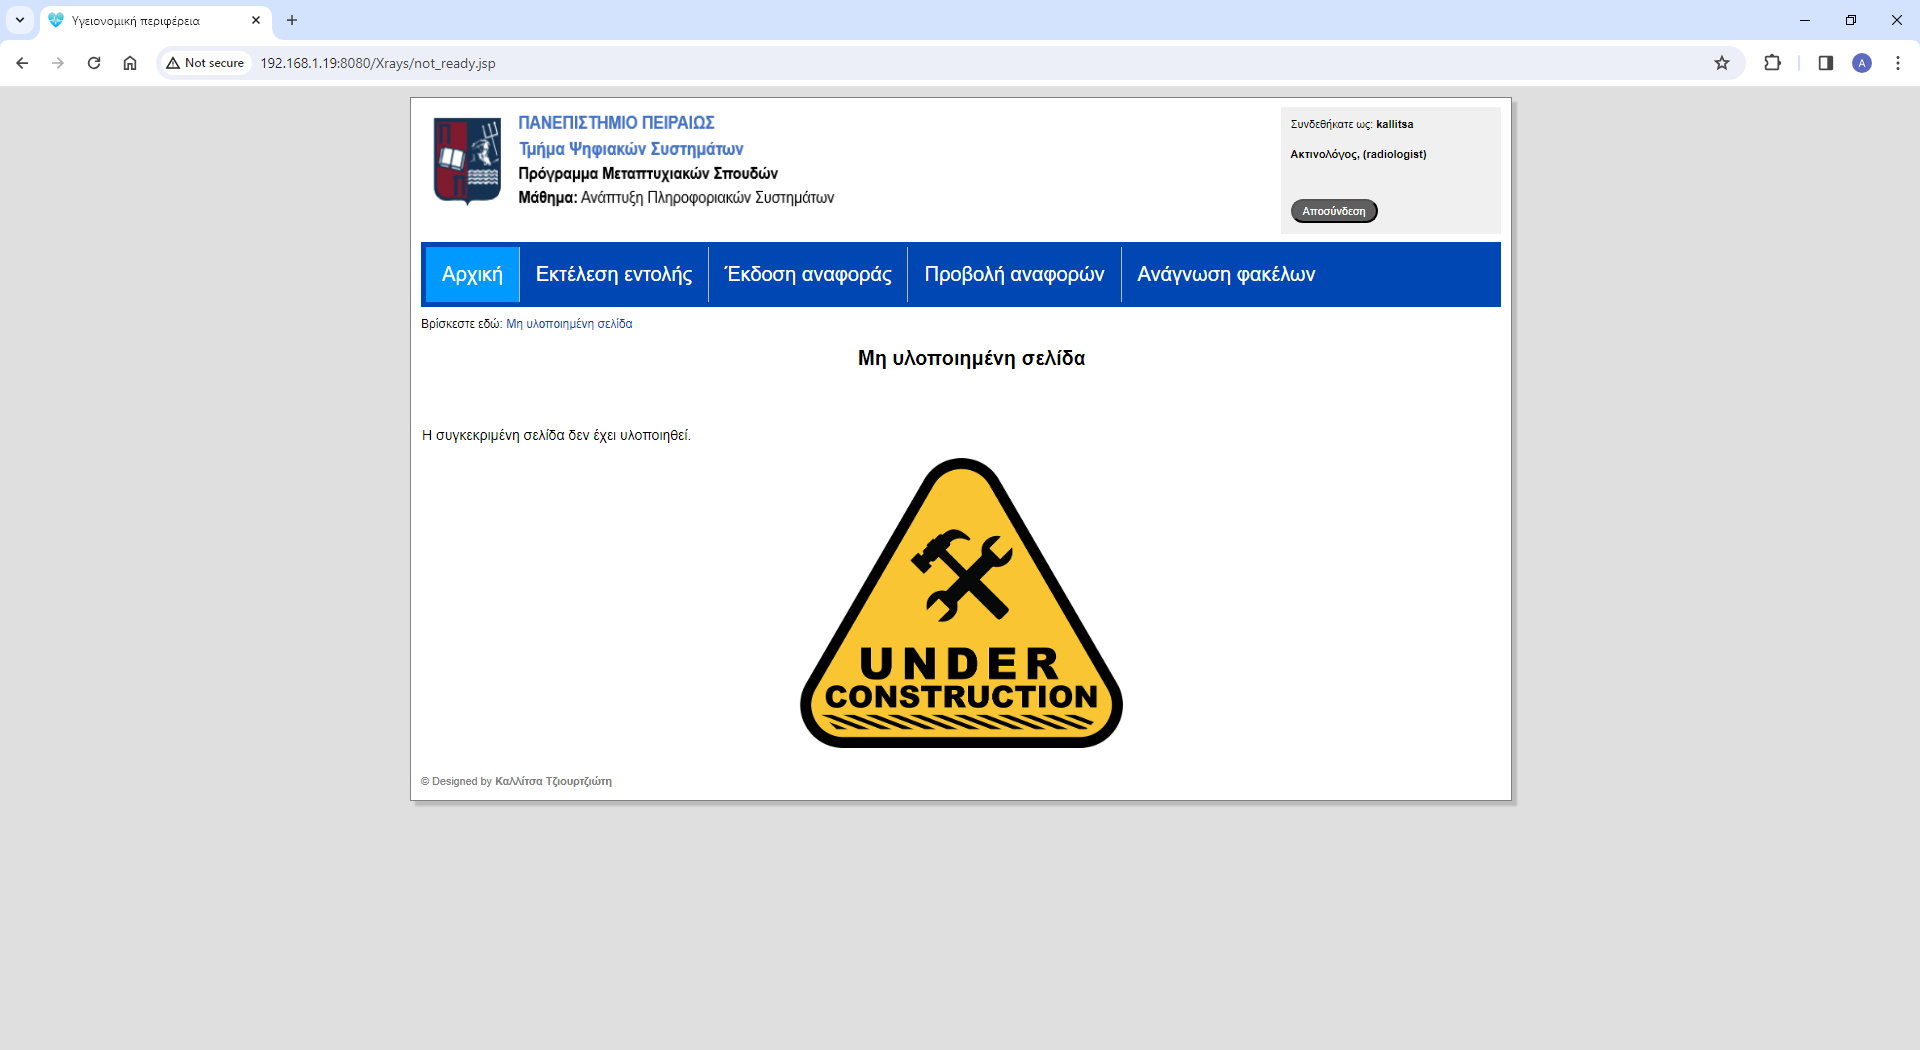 Υγειονομική περιφέρεια
Not secure
192.168.1.19:8080/Xrays/not_ready.jsp
A
ΠΑΝΕΠΙΣΤΗΜΙΟ ΠΕΙΡΑΙΩΣ
Τμήμα Ψηφιακών Συστημάτων
Πρόγραμμα Μεταπτυχιακών Σπουδών
Μάθημα: Ανάπτυξη Πληροφοριακών Συστημάτων
Συνδεθήκατε ως: kallitsa
Ακτινολόγος, (radiologist)
Αποσύνδεση
Αρχική Εκτέλεση εντολής Έκδοση αναφοράς Προβολή αναφορών Ανάγνωση φακέλων
Βρίσκεστε εδώ: Μη υλοποιημένη σελίδα
Μη υλοποιημένη σελίδα
Η συγκεκριμένη σελίδα δεν έχει υλοποιηθεί.
UNDER
CONSTRUCTION
© Designed by Καλλίτσα Τζιουρτζιώτη